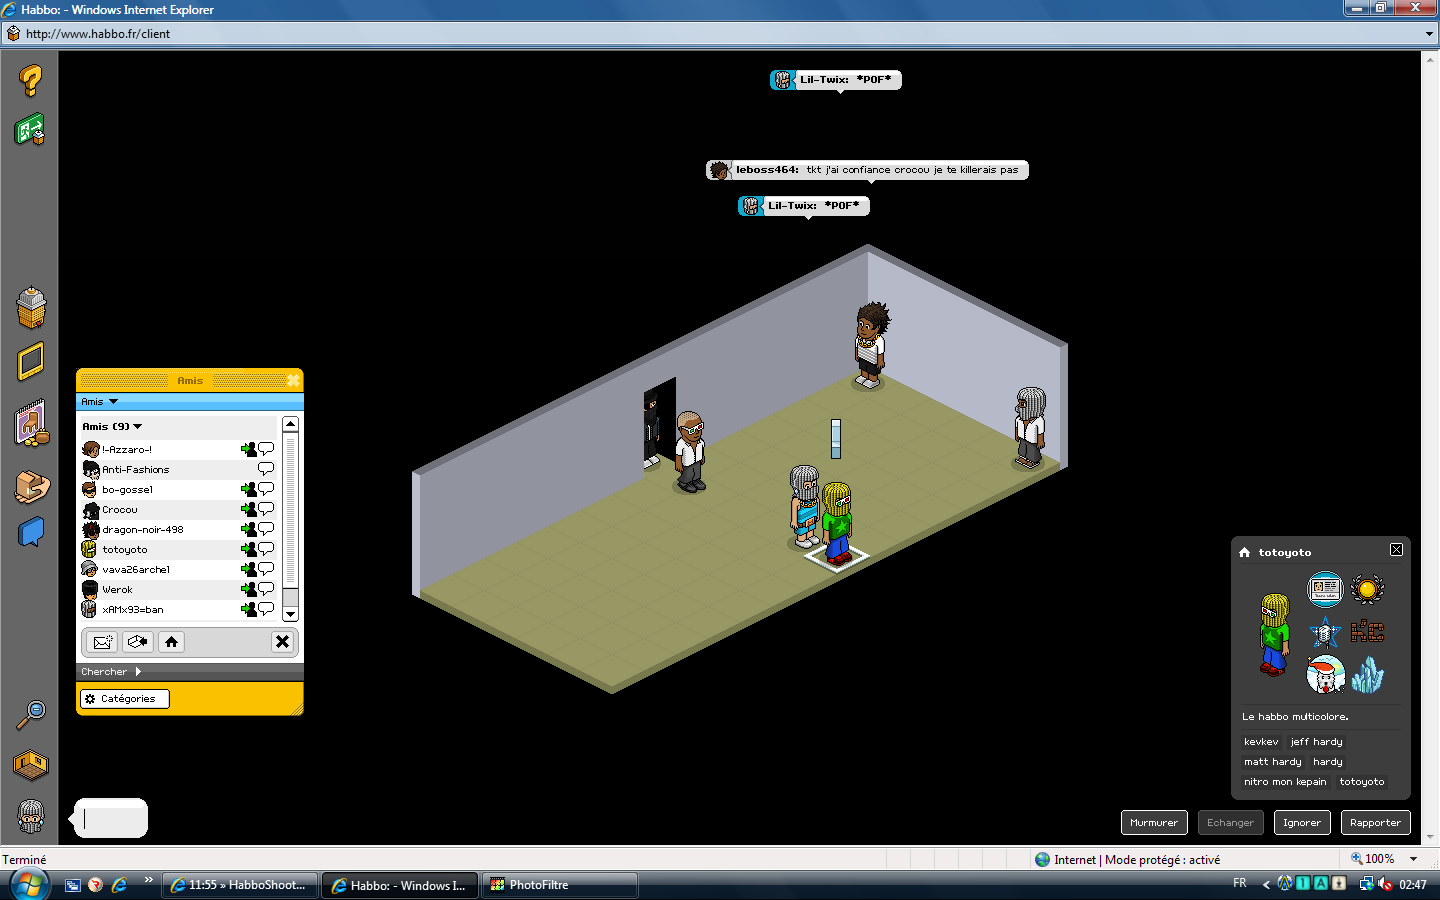 Habbo: - Windows Internet Explorer
http://www.habbo.fr/client
Lil-Twix: *POF*
leboss464: tkt j'ai confiance crocou je te killerais pas
Lil-Twix: *POF*
Amis
Amis
Amis (9)
!-Azzaro-!
Anti-Fashions
bo-gosse1
Crocou
dragon-noir-498
totoyoto
vava26arche1
Werok
xAMx93=ban
Chercher
Catégories
totoyoto
Le habbo multicolore.
kevkev jeff hardy
matt hardy hardy
nitro mon kepain totoyoto
Murmurer Echanger Ignorer Rapporter
Terminé Internet | Mode protégé : activé 100%
11:55 » HabboShoot... Habbo: - Windows I... PhotoFiltre FR 02:47